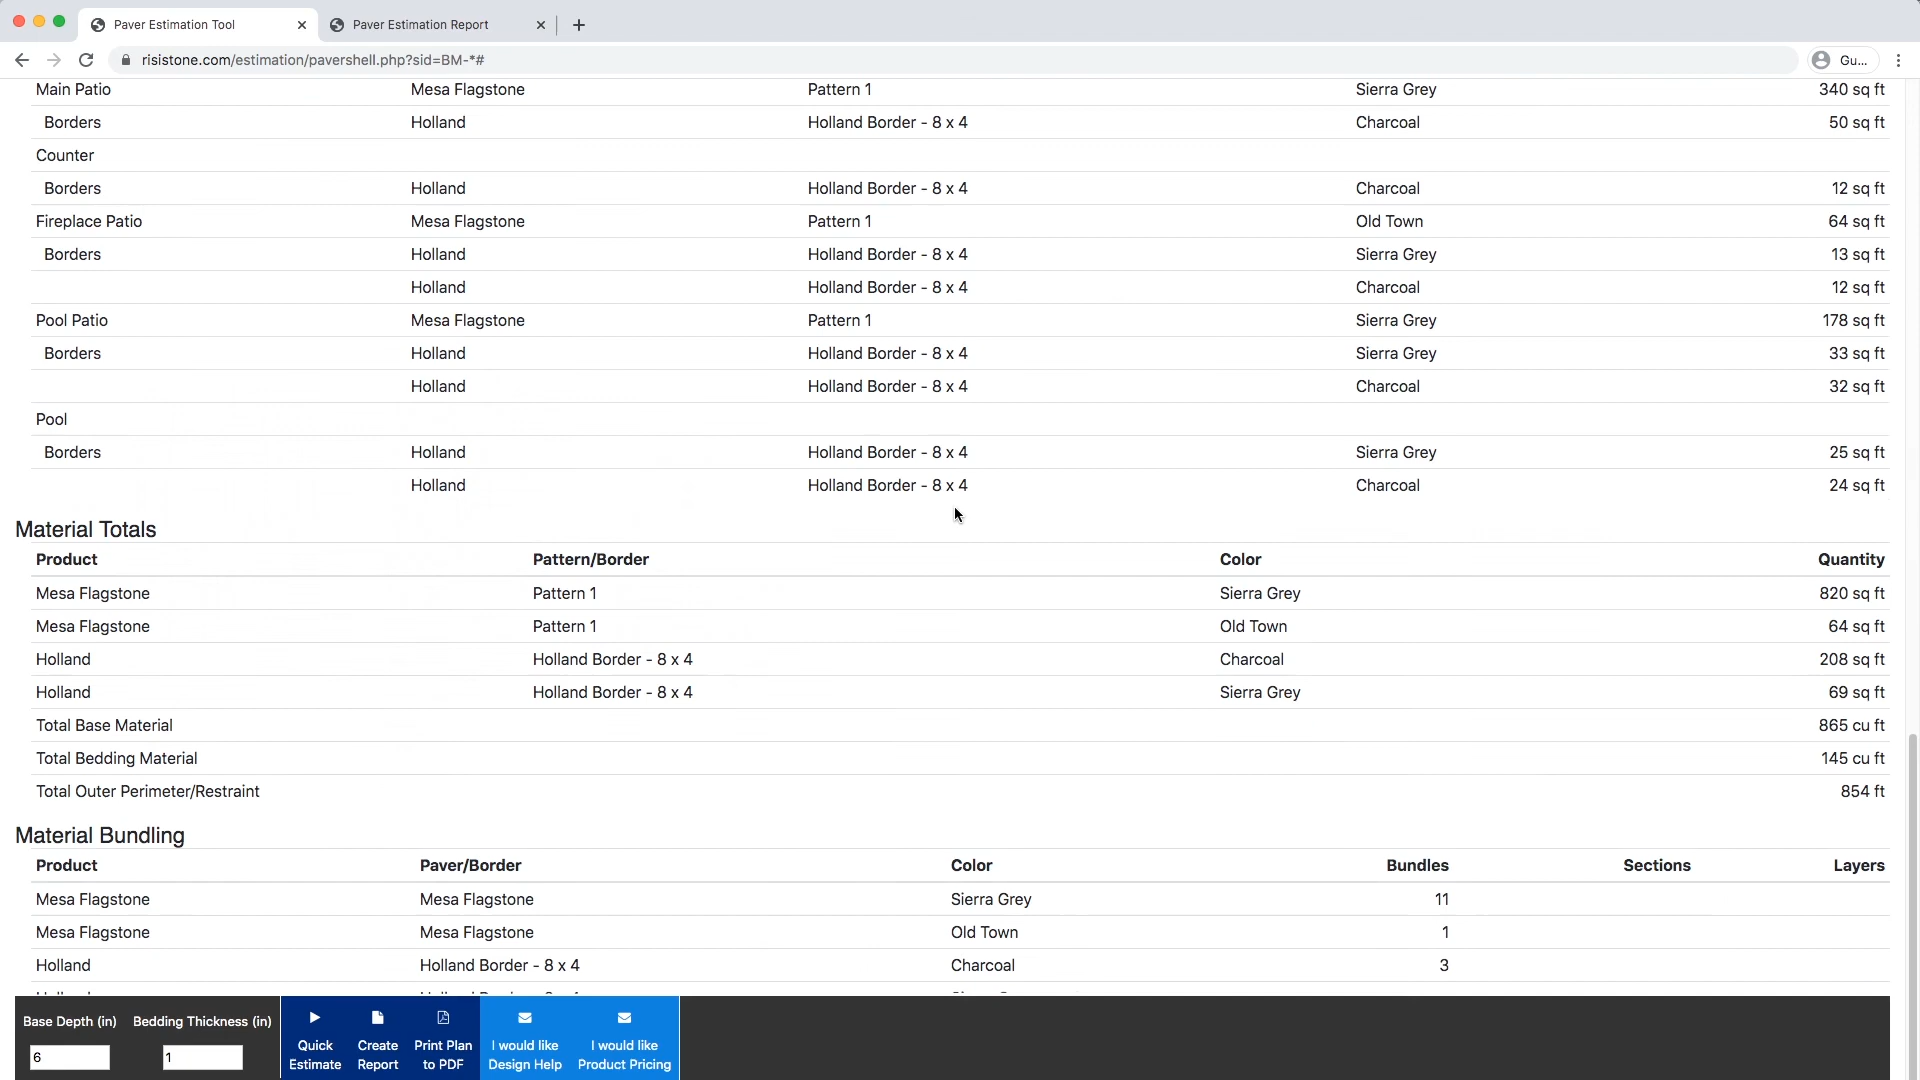 Paver Estimation Tool
Paver Estimation Report
risistone.com/estimation/pavershell.php?sid=BM-*#
Gu...
Main Patio Mesa Flagstone Pattern 1 Sierra Grey 340 sq ft
Borders Holland Holland Border - 8 x 4 Charcoal 50 sq ft
Counter
Borders Holland Holland Border - 8 x 4 Charcoal 12 sq ft
Fireplace Patio Mesa Flagstone Pattern 1 Old Town 64 sq ft
Borders Holland Holland Border - 8 x 4 Sierra Grey 13 sq ft
Holland Holland Border - 8 x 4 Charcoal 12 sq ft
Pool Patio Mesa Flagstone Pattern 1 Sierra Grey 178 sq ft
Borders Holland Holland Border - 8 x 4 Sierra Grey 33 sq ft
Holland Holland Border - 8 x 4 Charcoal 32 sq ft
Pool
Borders Holland Holland Border - 8 x 4 Sierra Grey 25 sq ft
Holland Holland Border - 8 x 4 Charcoal 24 sq ft
Material Totals
Product Pattern/Border Color Quantity
Mesa Flagstone Pattern 1 Sierra Grey 820 sq ft
Mesa Flagstone Pattern 1 Old Town 64 sq ft
Holland Holland Border - 8 x 4 Charcoal 208 sq ft
Holland Holland Border - 8 x 4 Sierra Grey 69 sq ft
Total Base Material 865 cu ft
Total Bedding Material 145 cu ft
Total Outer Perimeter/Restraint 854 ft
Material Bundling
Product Paver/Border Color Bundles Sections Layers
Mesa Flagstone Mesa Flagstone Sierra Grey 11
Mesa Flagstone Mesa Flagstone Old Town 1
Holland Holland Border - 8 x 4 Charcoal 3
Base Depth (in) Bedding Thickness (in)
6 1
Quick Estimate
Create Report
Print Plan to PDF
I would like Design Help
I would like Product Pricing